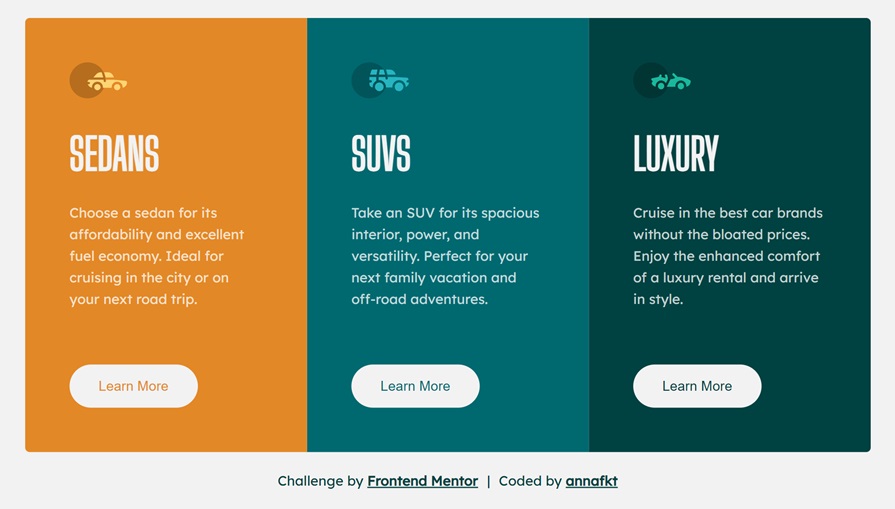 SEDANS
Choose a sedan for its
affordability and excellent
fuel economy. Ideal for
cruising in the city or on
your next road trip.
Learn More
SUVS
Take an SUV for its spacious
interior, power, and
versatility. Perfect for your
next family vacation and
off-road adventures.
Learn More
LUXURY
Cruise in the best car brands
without the bloated prices.
Enjoy the enhanced comfort
of a luxury rental and arrive
in style.
Learn More
Challenge by Frontend Mentor | Coded by annafkt